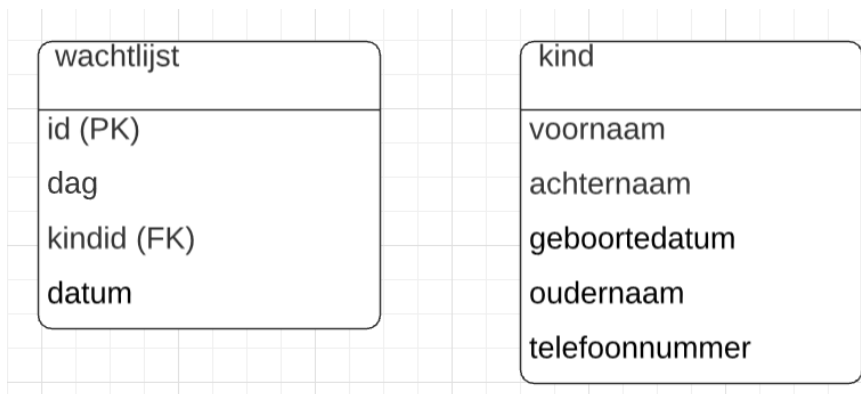 wachtlijst
id (PK)
dag
kindid (FK)
datum
kind
voornaam
achternaam
geboortedatum
oudernaam
telefoonnummer